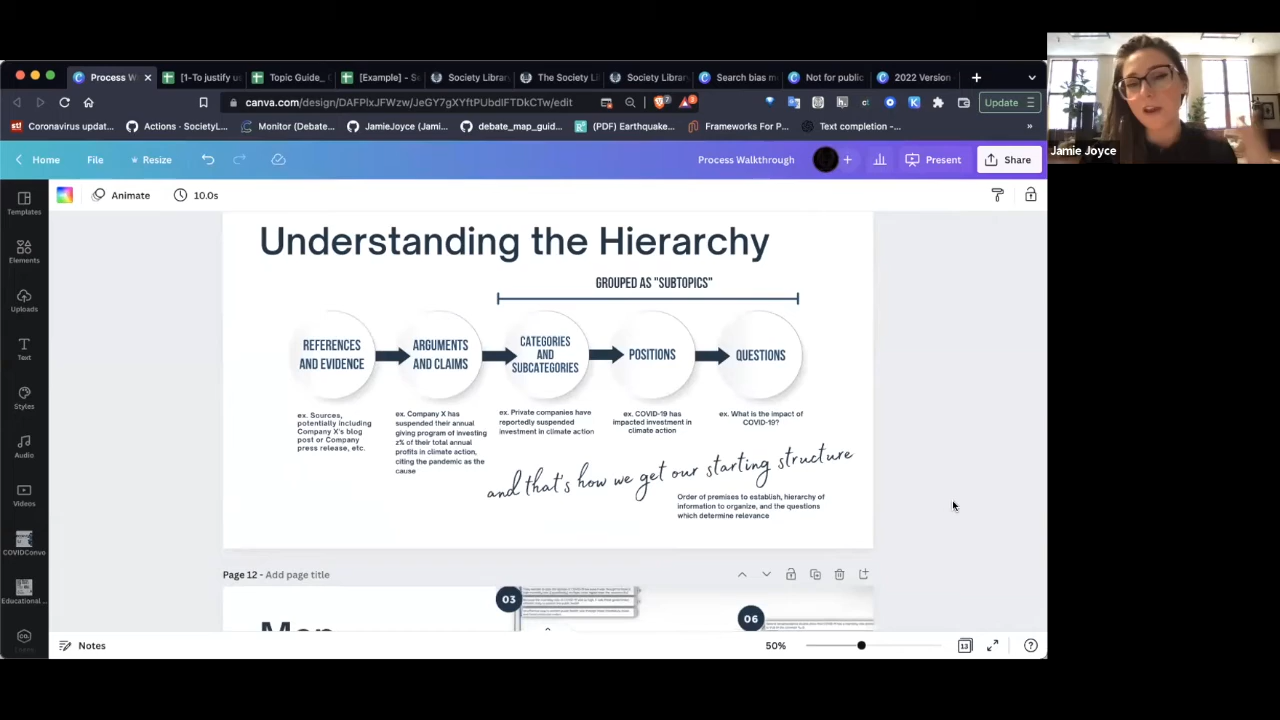 Process W
[1-To justify u
Topic Guide_
[Example] - S
Society Librar
The Society Li
Society Librar
Search bias m
Not for public
2022 Version
canva.com/design/DAFPlxJFWzw/JeGY7gXYftPUbdIFTDkCTw/edit
Update
Coronavirus updat...
Actions · SocietyL...
Monitor (Debate...
JamieJoyce (Jami...
debate_map_guid...
(PDF) Earthquake...
Frameworks For P...
Text completion -...
Jamie Joyce
Home
File
Resize
Process Walkthrough
Present
Share
Animate
10.0s
Templates
Elements
Uploads
Text
Styles
Audio
Videos
COVIDConvo
Educational ...
Understanding the Hierarchy
GROUPED AS "SUBTOPICS"
REFERENCES
AND EVIDENCE
ARGUMENTS
AND CLAIMS
CATEGORIES
AND
SUBCATEGORIES
POSITIONS
QUESTIONS
ex. Sources,
potentially including
Company X's blog
post or Company
press release, etc.
ex. Company X has
suspended their annual
giving program of investing
z% of their total annual
profits in climate action,
citing the pandemic as the
cause
ex. Private companies have
reportedly suspended
investment in climate action
ex. COVID-19 has
impacted investment in
climate action
ex. What is the impact of
COVID-19?
and that's how we get our starting structure
Order of premises to establish, hierarchy of
information to organize, and the questions
which determine relevance
Page 12 - Add page title
03
06
Notes
50%
13